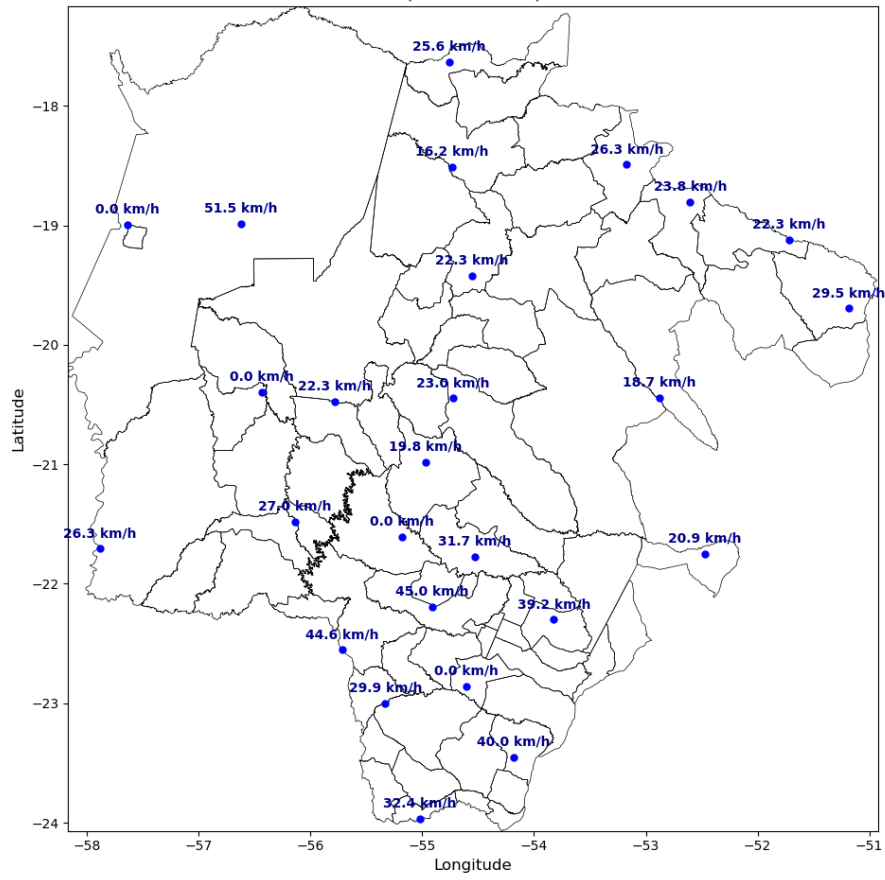 25.6 km/h
−18
16.2 km/h
26.3 km/h
23.8 km/h
0.0 km/h
51.5 km/h
−19
22.3 km/h
22.3 km/h
29.5 km/h
−20
0.0 km/h
22.3 km/h
23.0 km/h
18.7 km/h
Latitude
19.8 km/h
−21
27.0 km/h
26.3 km/h
0.0 km/h
31.7 km/h
20.9 km/h
−22
45.0 km/h
39.2 km/h
44.6 km/h
0.0 km/h
29.9 km/h
−23
40.0 km/h
32.4 km/h
−24
−58 −57 −56 −55 −54 −53 −52 −51
Longitude